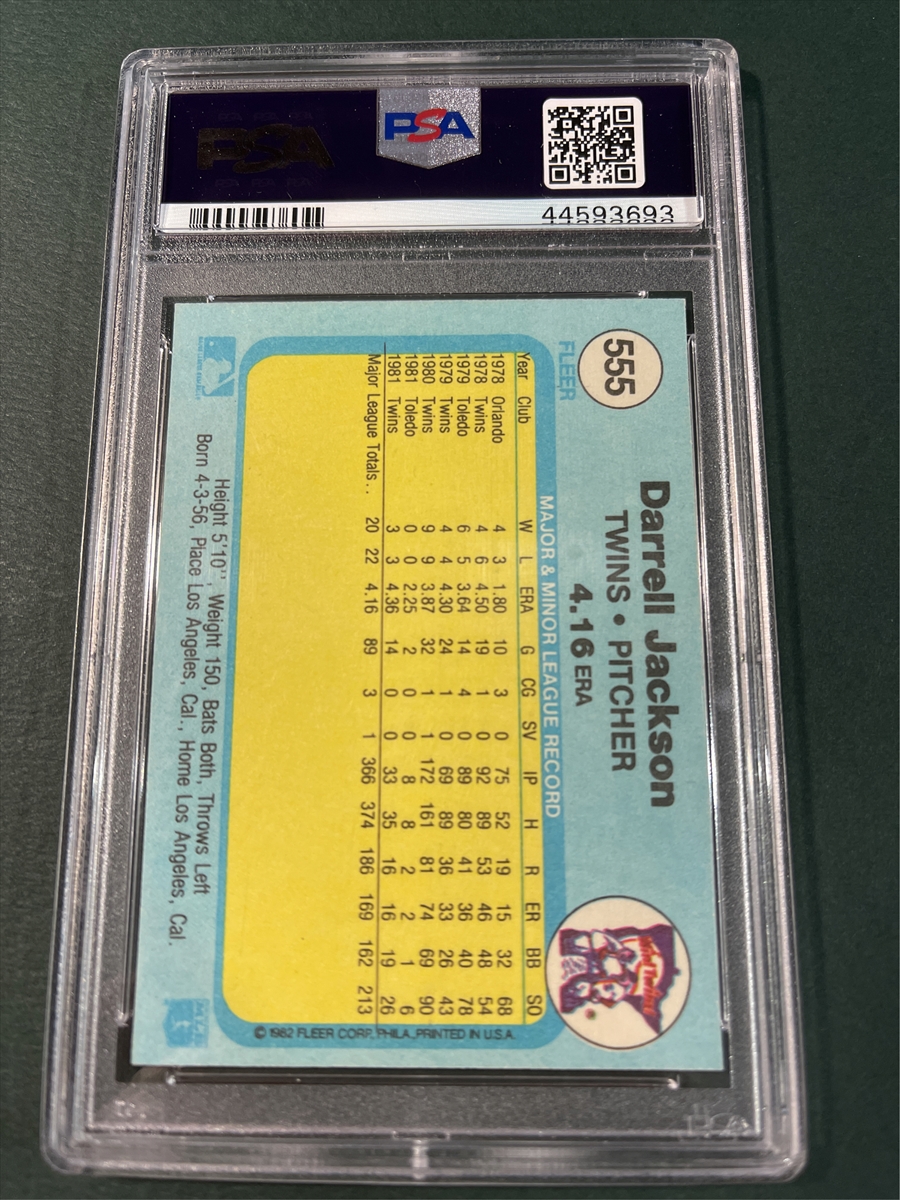 PSA
PSA
44593693
555
FLEER
Darrell Jackson
TWINS • PITCHER
4.16 ERA
MAJOR & MINOR LEAGUE RECORD
Year Club W L ERA G CG SV IP H R ER BB SO
1978 Orlando 4 3 1.80 10 3 0 75 52 19 15 32 68
1978 Twins 4 6 4.50 19 1 0 92 89 53 46 48 54
1979 Toledo 6 5 3.64 14 4 0 89 80 41 36 40 78
1979 Twins 4 4 4.30 24 1 0 69 89 36 33 26 43
1980 Twins 9 9 3.87 32 1 1 172 161 81 74 69 90
1981 Toledo 0 0 2.25 2 0 0 8 8 2 2 1 6
1981 Twins 3 3 4.36 14 0 0 33 35 16 16 19 26
Major League Totals . . 20 22 4.16 89 3 1 366 374 186 169 162 213
Height 5'10'', Weight 150, Bats Both, Throws Left
Born 4-3-56, Place Los Angeles, Cal., Home Los Angeles, Cal.
© 1982 FLEER CORP. PHILA. PRINTED IN U.S.A.